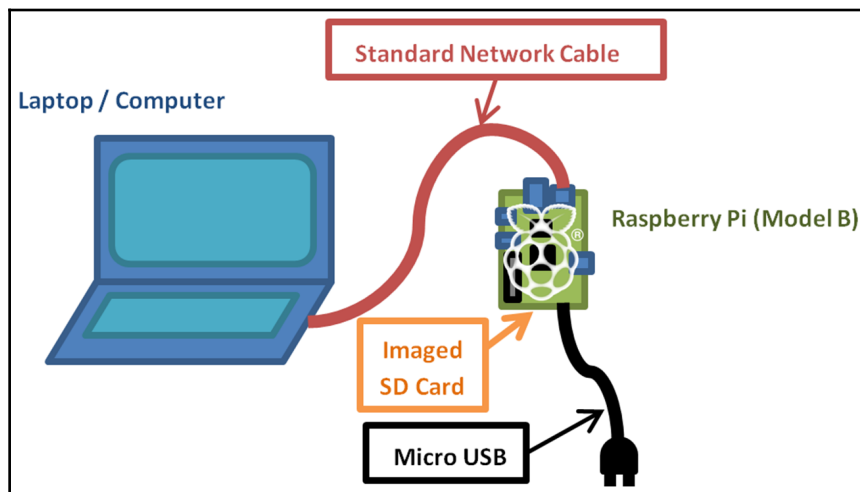 Standard Network Cable
Laptop / Computer
Raspberry Pi (Model B)
®
Imaged
SD Card
Micro USB